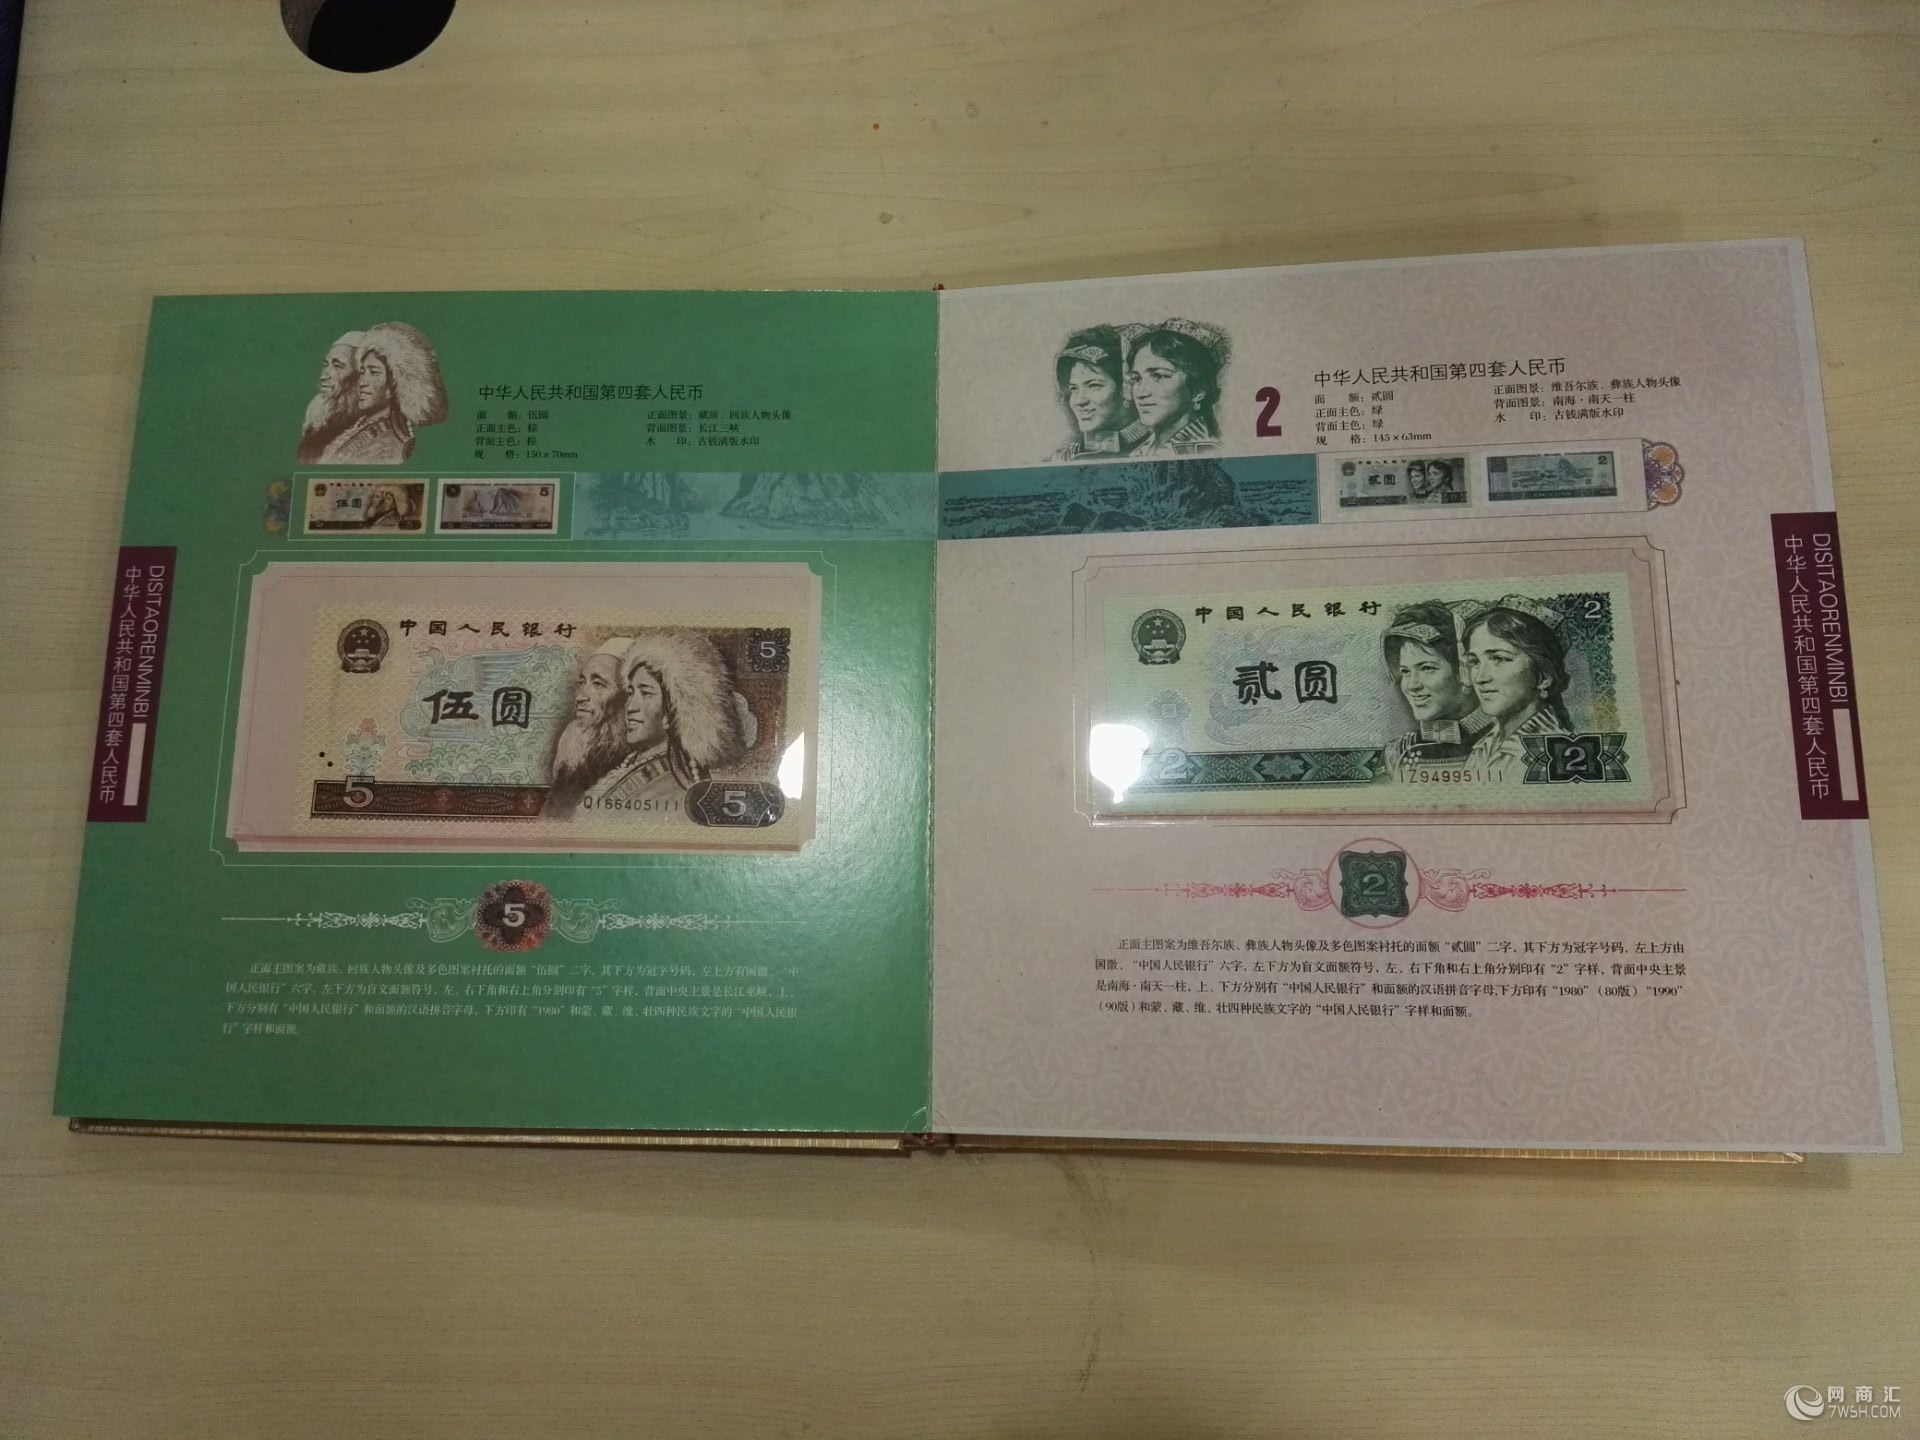 中华人民共和国第四套人民币
面 额：伍圆
正面主色：棕
背面主色：棕
规 格：150×70mm
正面图景：藏族、回族人物头像
背面图景：长江三峡
水 印：古钱满版水印
伍圆
5
DISITAORENMINBI
中华人民共和国第四套人民币
中国人民银行
5
伍圆
5
QI66405111
5
5
正面主图案为藏族、回族人物头像及多色图案衬托的面额“伍圆”二字，其下方为冠字号码，左上方有国徽、“中
国人民银行”六字，左下方为盲文面额符号，左、右下角和右上角分别印有“5”字样，背面中央主景是长江巫峡，上、
下方分别有“中国人民银行”和面额的汉语拼音字母，下方印有“1980”和蒙、藏、维、壮四种民族文字的“中国人民银
行”字样和面额。
2
中华人民共和国第四套人民币
面 额：贰圆
正面主色：绿
背面主色：绿
规 格：145×63mm
正面图景：维吾尔族、彝族人物头像
背面图景：南海·南天一柱
水 印：古钱满版水印
贰圆
2
中国人民银行
2
贰圆
2
IZ94995111
2
DISITAORENMINBI
中华人民共和国第四套人民币
2
正面主图案为维吾尔族、彝族人物头像及多色图案衬托的面额“贰圆”二字，其下方为冠字号码，左上方由
国徽、“中国人民银行”六字，左下方为盲文面额符号，左、右下角和右上角分别印有“2”字样，背面中央主景
是南海·南天一柱，上、下方分别有“中国人民银行”和面额的汉语拼音字母,下方印有“1980”（80版）“1990”
（90版）和蒙、藏、维、壮四种民族文字的“中国人民银行”字样和面额。
网商汇
7WSH.COM